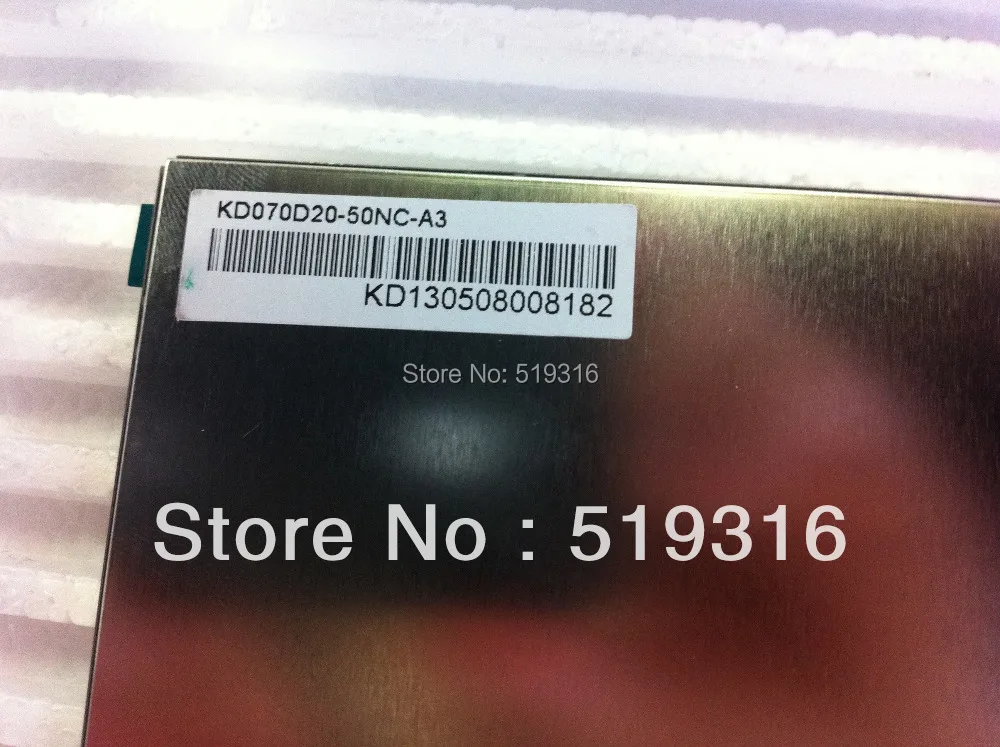 KD070D20-50NC-A3
KD130508008182
Store No: 519316
Store No : 519316